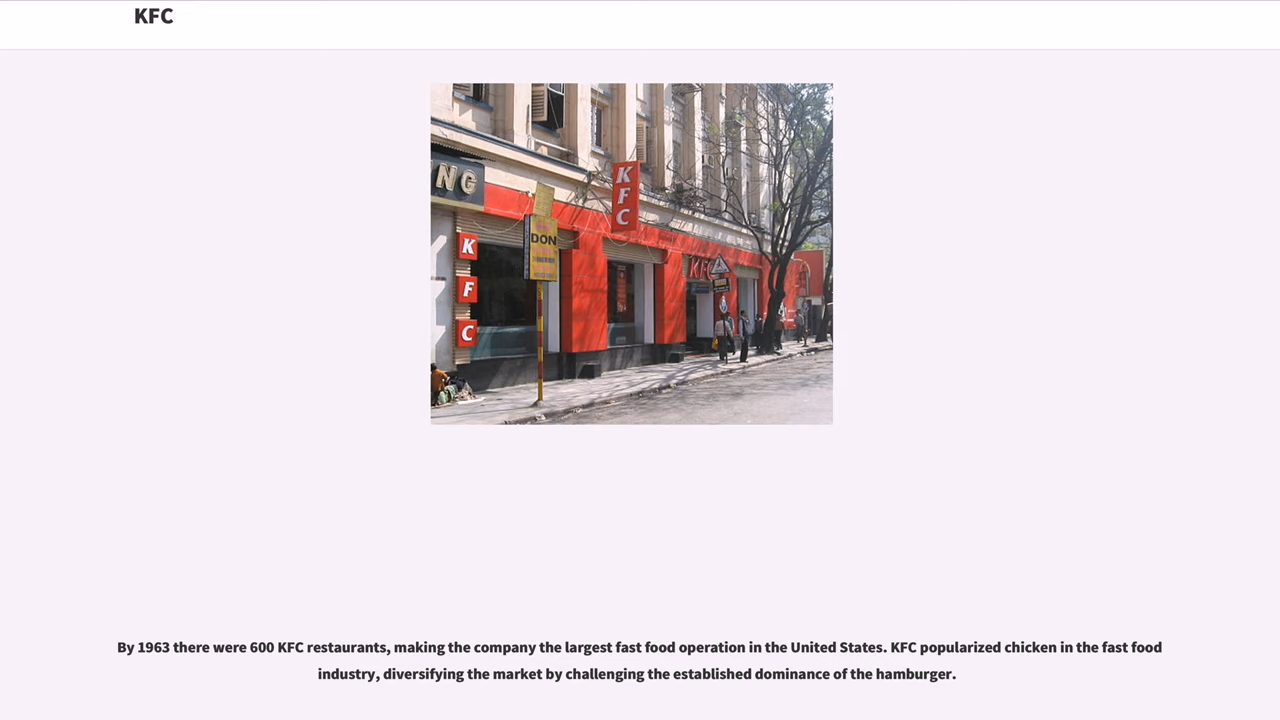 KFC
NG
K
F
C
DON
K
F
C
KFC
By 1963 there were 600 KFC restaurants, making the company the largest fast food operation in the United States. KFC popularized chicken in the fast food
industry, diversifying the market by challenging the established dominance of the hamburger.